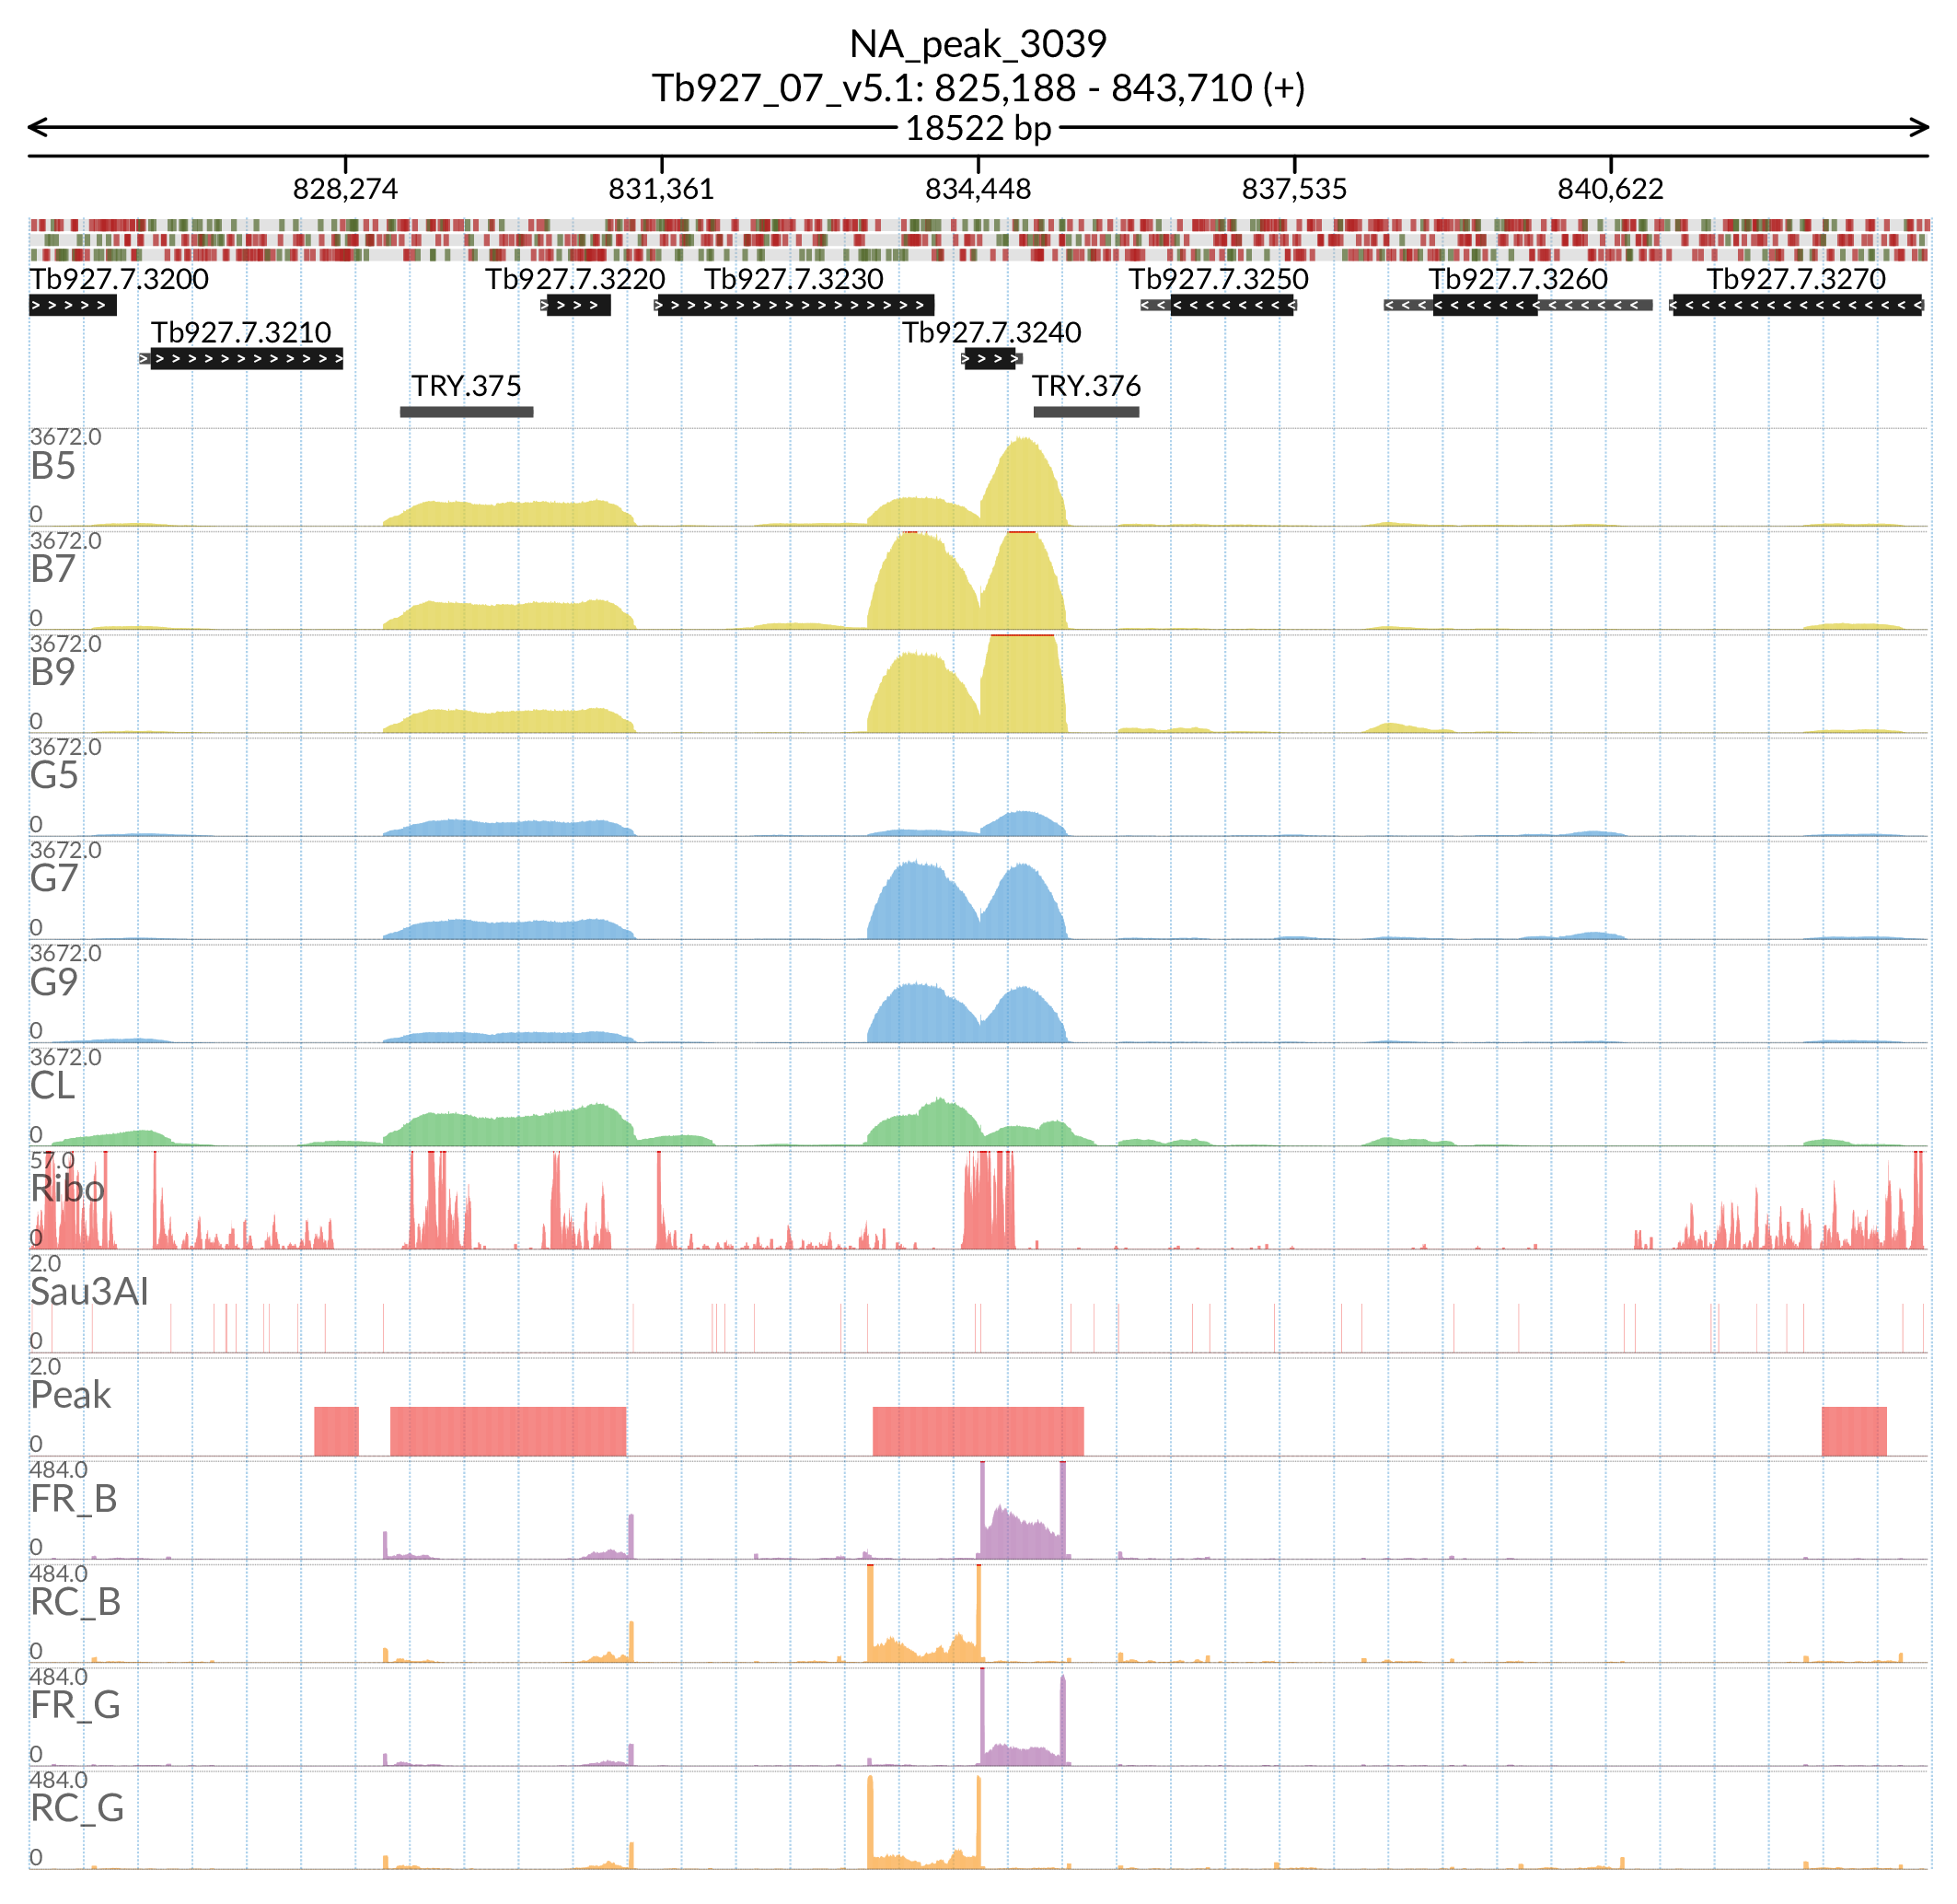 NA_peak_3039
Tb927_07_v5.1: 825,188 - 843,710 (+)
18522 bp
828,274 831,361 834,448 837,535 840,622
Tb927.7.3200 Tb927.7.3220 Tb927.7.3230 Tb927.7.3250 Tb927.7.3260 Tb927.7.3270
Tb927.7.3210 Tb927.7.3240
TRY.375 TRY.376
3672.0
B5
0
3672.0
B7
0
3672.0
B9
0
3672.0
G5
0
3672.0
G7
0
3672.0
G9
0
3672.0
CL
0
57.0
Ribo
0
2.0
Sau3AI
0
2.0
Peak
0
484.0
FR_B
0
484.0
RC_B
0
484.0
FR_G
0
484.0
RC_G
0